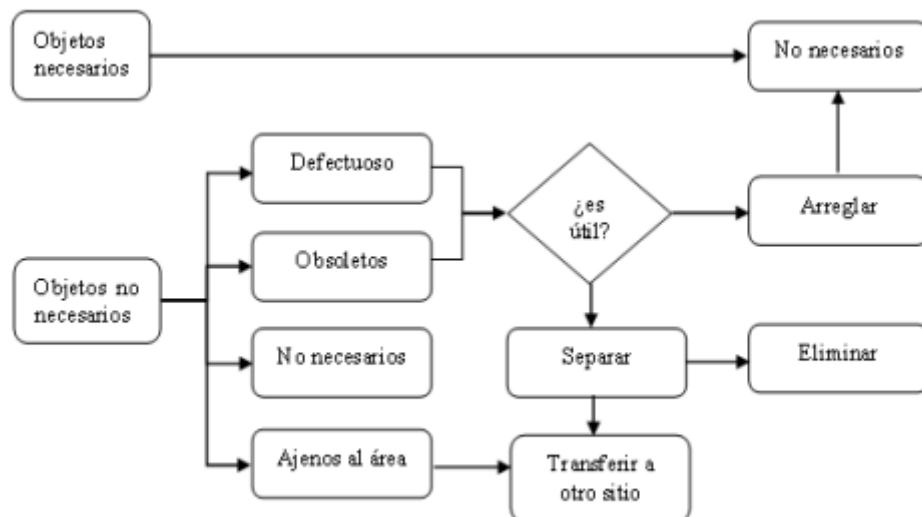 Objetos
necesarios
No necesarios
Defectuoso
¿es
útil?
Arreglar
Obsoletos
Objetos no
necesarios
No necesarios
Separar
Eliminar
Ajenos al área
Transferir a
otro sitio